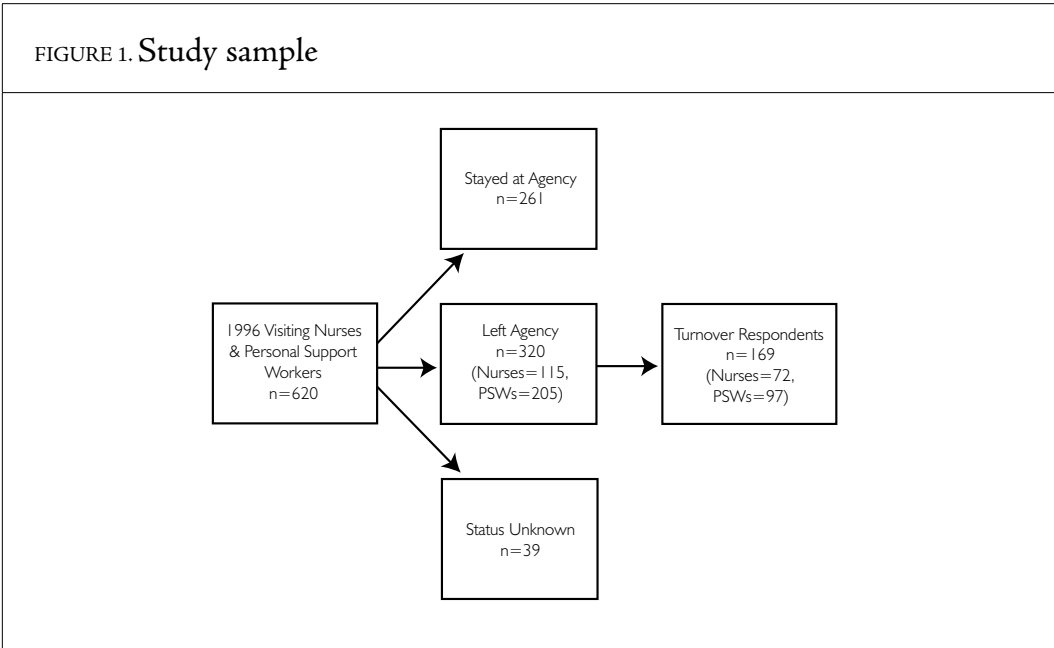 FIGURE 1. Study sample
Stayed at Agency
n=261
1996 Visiting Nurses
& Personal Support
Workers
n=620
Left Agency
n=320
(Nurses=115,
PSWs=205)
Turnover Respondents
n=169
(Nurses=72,
PSWs=97)
Status Unknown
n=39